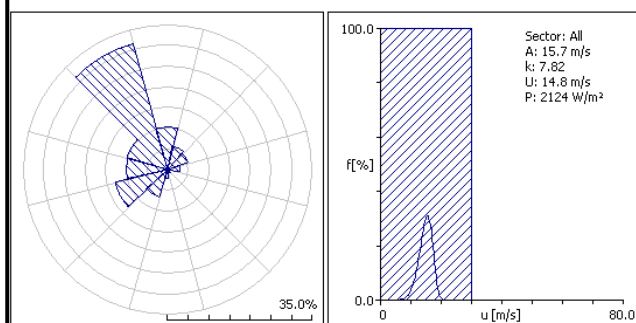 35.0%
100.0
f[%]
0.0
0
u [m/s]
80.0
Sector: All
A: 15.7 m/s
k: 7.82
U: 14.8 m/s
P: 2124 W/m²